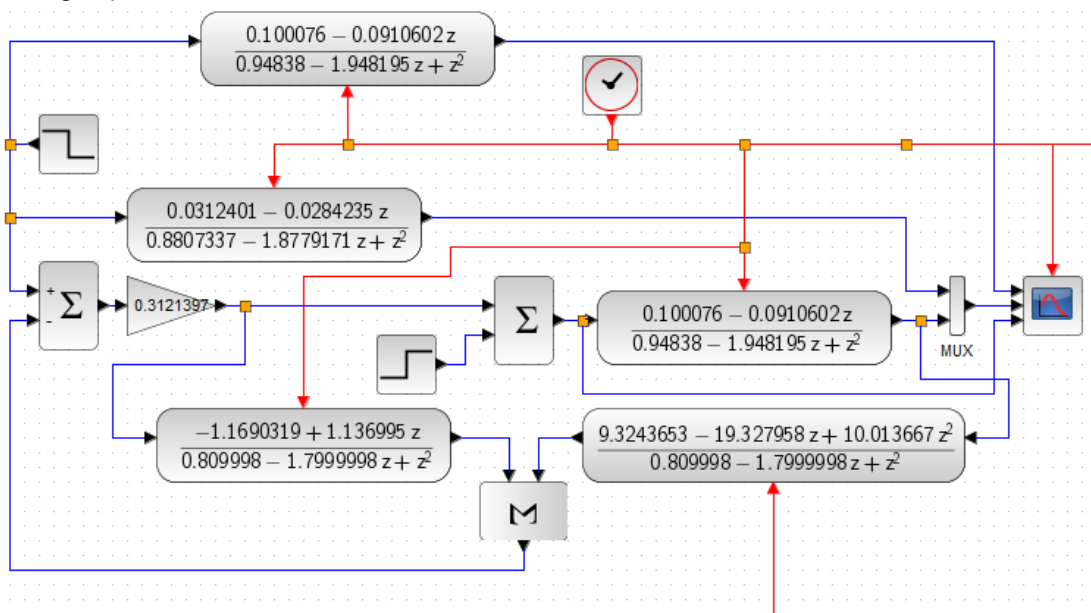 0.100076 − 0.0910602 z
0.94838 − 1.948195 z + z²
0.0312401 − 0.0284235 z
0.8807337 − 1.8779171 z + z²
+
-
Σ
0.3121397
Σ
0.100076 − 0.0910602 z
0.94838 − 1.948195 z + z²
MUX
−1.1690319 + 1.136995 z
0.809998 − 1.7999998 z + z²
9.3243653 − 19.327958 z + 10.013667 z²
0.809998 − 1.7999998 z + z²
Σ